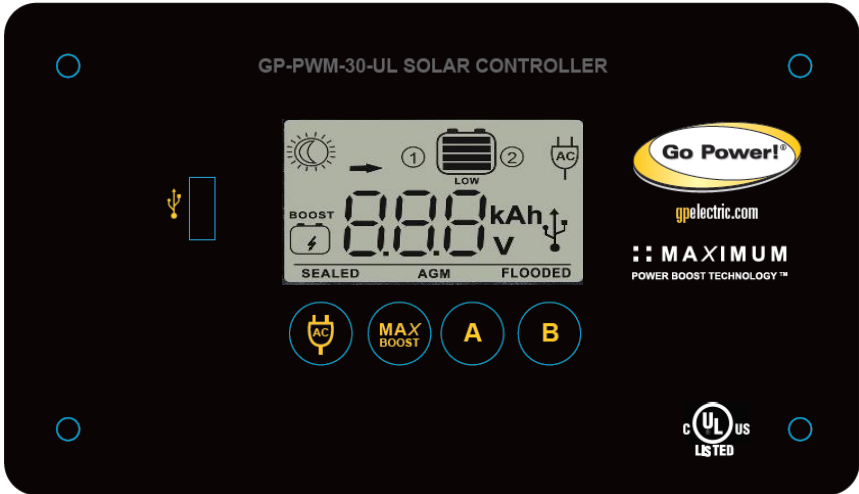 GP-PWM-30-UL SOLAR CONTROLLER
1
2
AC
LOW
BOOST
8.8.8 kAh
V
SEALED AGM FLOODED
Go Power!®
gpelectric.com
MAXIMUM
POWER BOOST TECHNOLOGY™
AC
MAX
BOOST
A
B
C UL US
LISTED